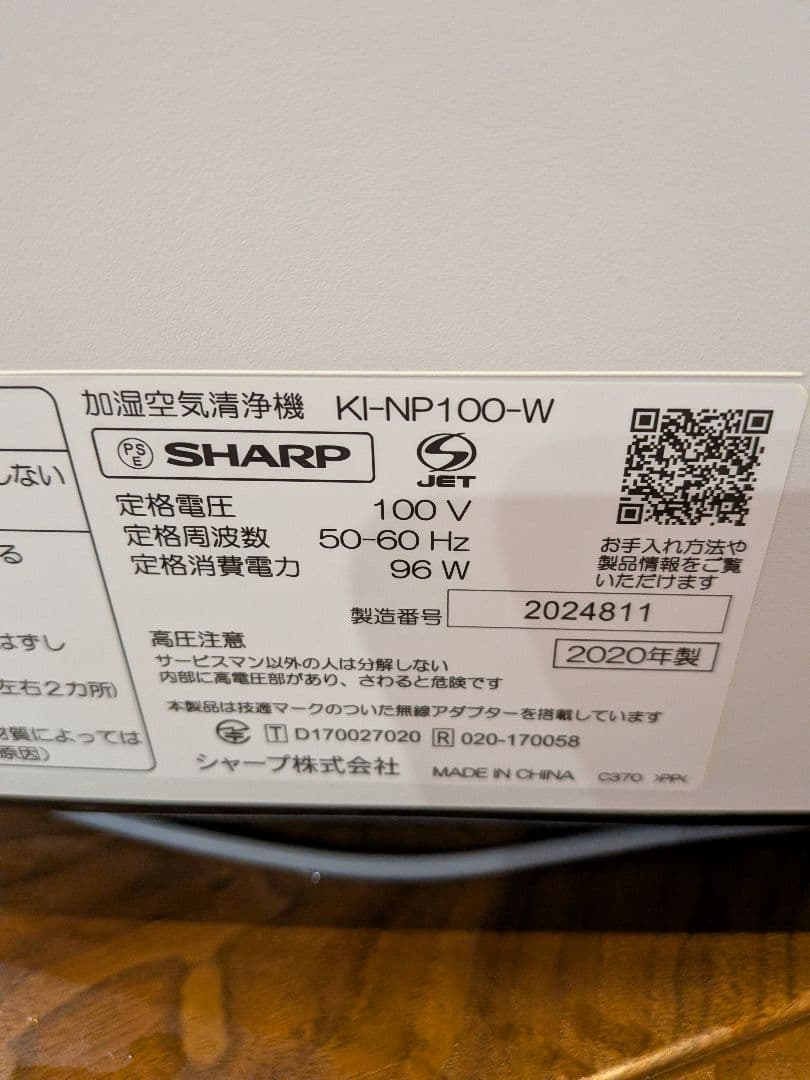 加湿空気清浄機 KI-NP100-W
PS
E
SHARP
JET
定格電圧 100 V
定格周波数 50-60 Hz
定格消費電力 96 W
お手入れ方法や
製品情報をご覧
いただけます
製造番号 2024811
2020年製
高圧注意
サービスマン以外の人は分解しない
内部に高電圧部があり、さわると危険です
本製品は技適マークのついた無線アダプターを搭載しています
T D170027020 R 020-170058
シャープ株式会社 MADE IN CHINA C370 >PP<
しない
る
はずし
左右2カ所)
材質によっては
原因)